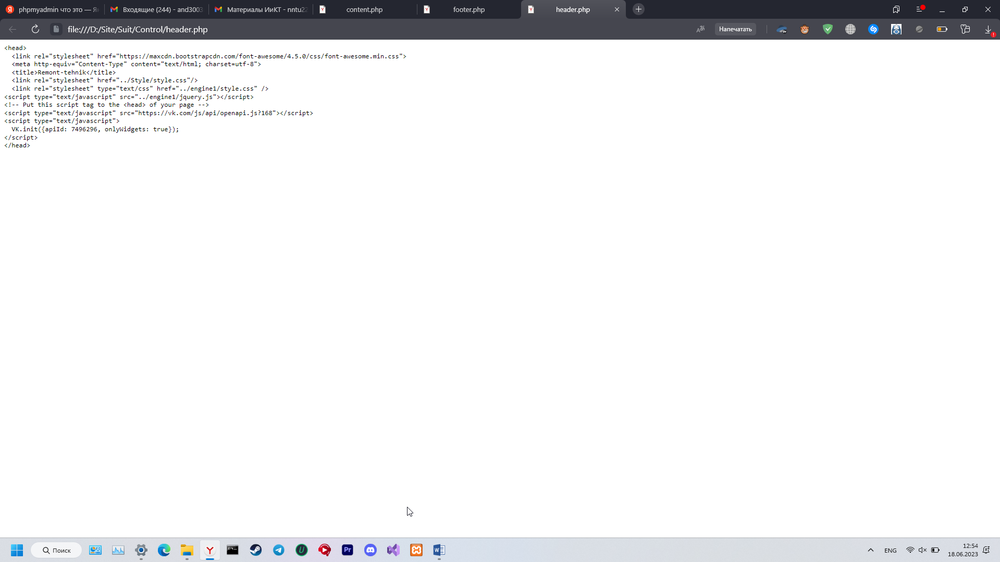 phpmyadmin что это — Ян
Входящие (244) - and3003
Материалы ИиКТ - nntu22
content.php
footer.php
header.php
file:///D:/Site/Suit/Control/header.php
Напечатать
<head>
  <link rel="stylesheet" href="https://maxcdn.bootstrapcdn.com/font-awesome/4.5.0/css/font-awesome.min.css">
  <meta http-equiv="Content-Type" content="text/html; charset=utf-8">
  <title>Remont-tehnik</title>
  <link rel="stylesheet" href="../Style/style.css"/>
  <link rel="stylesheet" type="text/css" href="../engine1/style.css" />
<script type="text/javascript" src="../engine1/jquery.js"></script>
<!-- Put this script tag to the <head> of your page -->
<script type="text/javascript" src="https://vk.com/js/api/openapi.js?168"></script>
<script type="text/javascript">
  VK.init({apiId: 7496296, onlyWidgets: true});
</script>
</head>
Поиск
ENG
12:54
18.06.2023